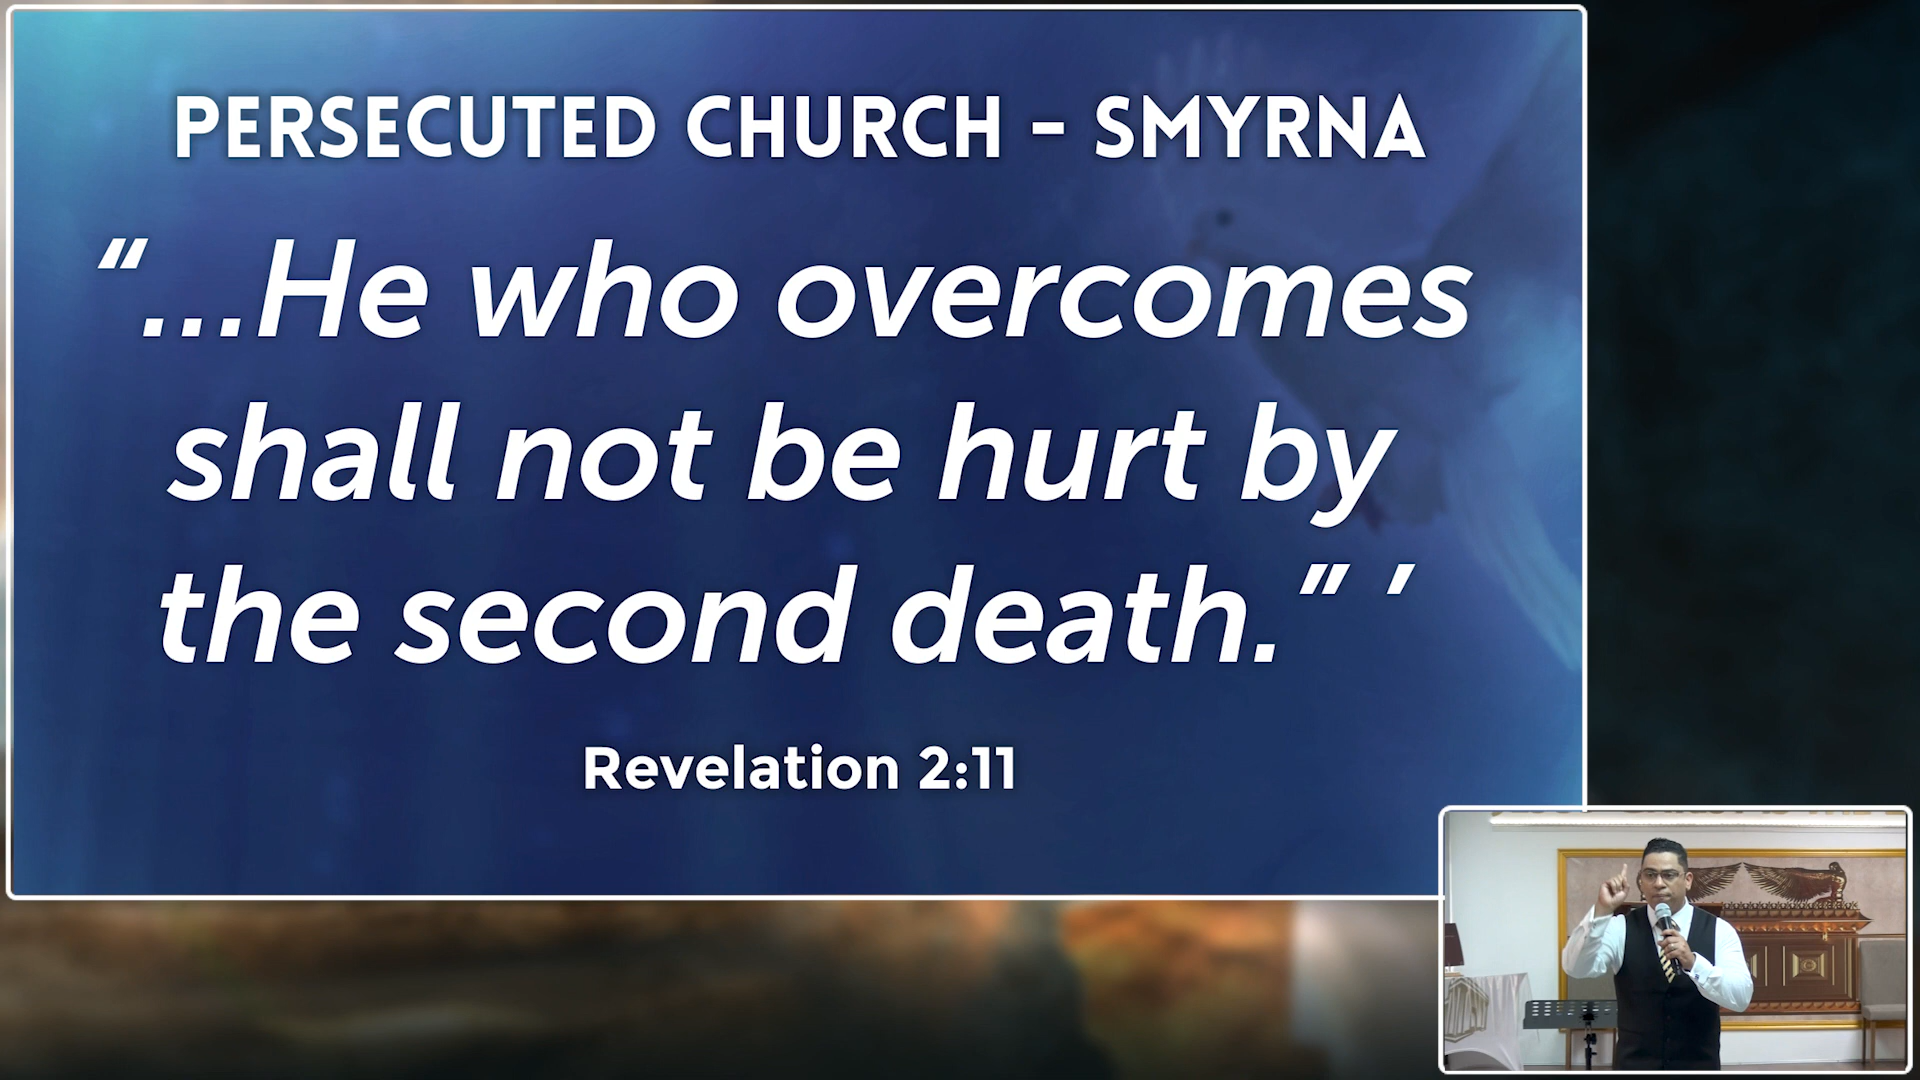 PERSECUTED CHURCH - SMYRNA
“...He who overcomes
shall not be hurt by
the second death.” ’
Revelation 2:11